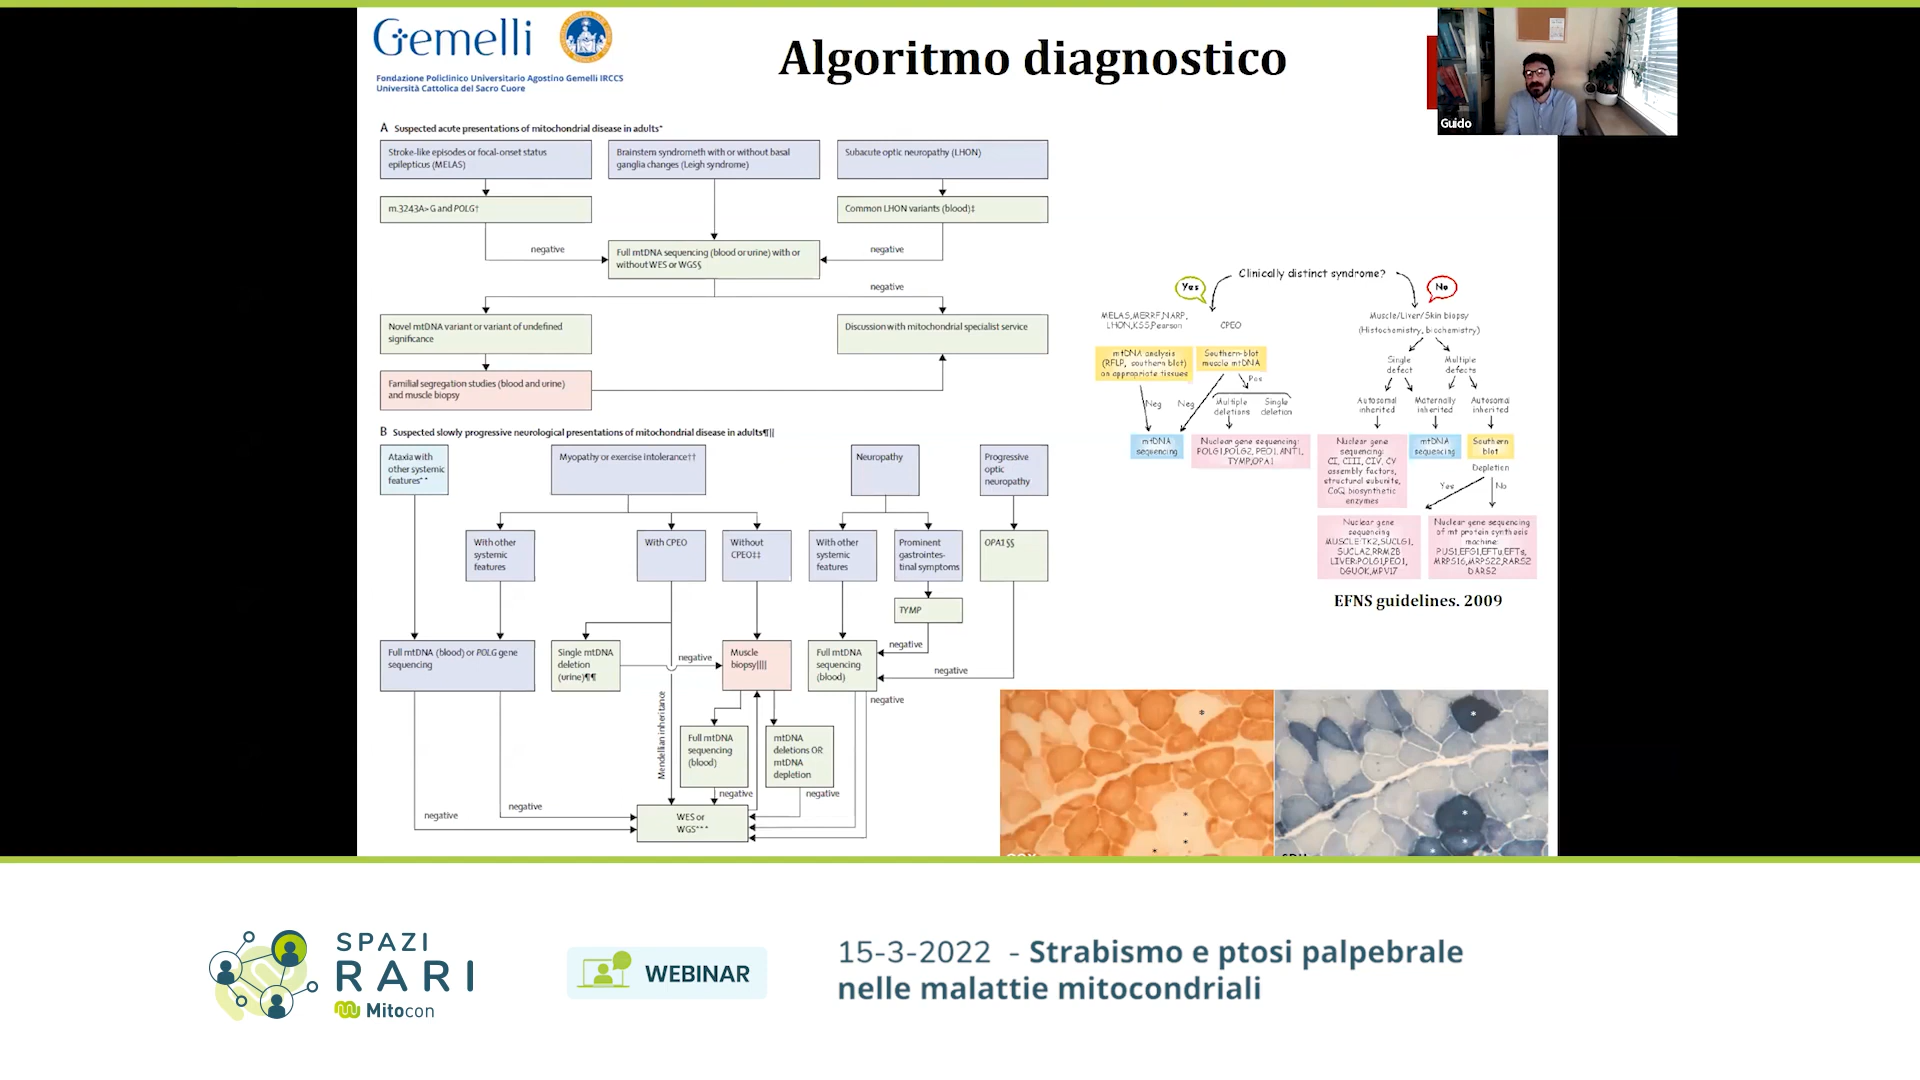 Gemelli
Fondazione Policlinico Universitario Agostino Gemelli IRCCS
Università Cattolica del Sacro Cuore
Algoritmo diagnostico
Guido
A Suspected acute presentations of mitochondrial disease in adults*
Stroke-like episodes or focal-onset status
epilepticus (MELAS)
Brainstem syndrometh with or without basal
ganglia changes (Leigh syndrome)
Subacute optic neuropathy (LHON)
m.3243A>G and POLG†
Common LHON variants (blood)‡
negative
negative
Full mtDNA sequencing (blood or urine) with or
without WES or WGS§
negative
Novel mtDNA variant or variant of undefined
significance
Discussion with mitochondrial specialist service
Familial segregation studies (blood and urine)
and muscle biopsy
B Suspected slowly progressive neurological presentations of mitochondrial disease in adults¶||
Ataxia with
other systemic
features**
Myopathy or exercise intolerance††
Neuropathy
Progressive
optic
neuropathy
With other
systemic
features
With CPEO
Without
CPEO‡‡
With other
systemic
features
Prominent
gastrointes-
tinal symptoms
OPA1§§
TYMP
negative
Full mtDNA (blood) or POLG gene
sequencing
Single mtDNA
deletion
(urine)¶¶
negative
Muscle
biopsy||||
Full mtDNA
sequencing
(blood)
negative
negative
Mendelian inheritance
Full mtDNA
sequencing
(blood)
mtDNA
deletions OR
mtDNA
depletion
negative
negative
negative
negative
WES or
WGS***
Clinically distinct syndrome?
Yes
No
MELAS,MERRF,NARP,
LHON,KSS,Pearson
CPEO
Muscle/Liver/Skin biopsy
(Histochemistry, biochemistry)
mtDNA analysis
(RFLP, southern blot)
on appropriate tissues
Southern-blot
muscle mtDNA
Single
defect
Multiple
defects
Pos
Neg
Neg
Multiple
deletions
Single
deletion
Autosomal
inherited
Maternally
inherited
Autosomal
inherited
mtDNA
sequencing
Nuclear gene sequencing:
POLG1,POLG2, PEO1, ANT1,
TYMP,OPA1
Nuclear gene
sequencing:
CI, CIII, CIV, CV
assembly factors,
structural subunits,
CoQ biosynthetic
enzymes
mtDNA
sequencing
Southern
blot
Depletion
Yes
No
Nuclear gene
sequencing
MUSCLE:TK2,SUCLG1,
SUCLA2,RRM2B
LIVER:POLG1,PEO1,
DGUOK,MPV17
Nuclear gene sequencing
of mt protein synthesis
machine:
PUS1,EFG1,EFTu,EFTs,
MRPS16,MRPS22,RARS2
DARS2
EFNS guidelines. 2009
SPAZI
RARI
Mitocon
WEBINAR
15-3-2022 - Strabismo e ptosi palpebrale
nelle malattie mitocondriali